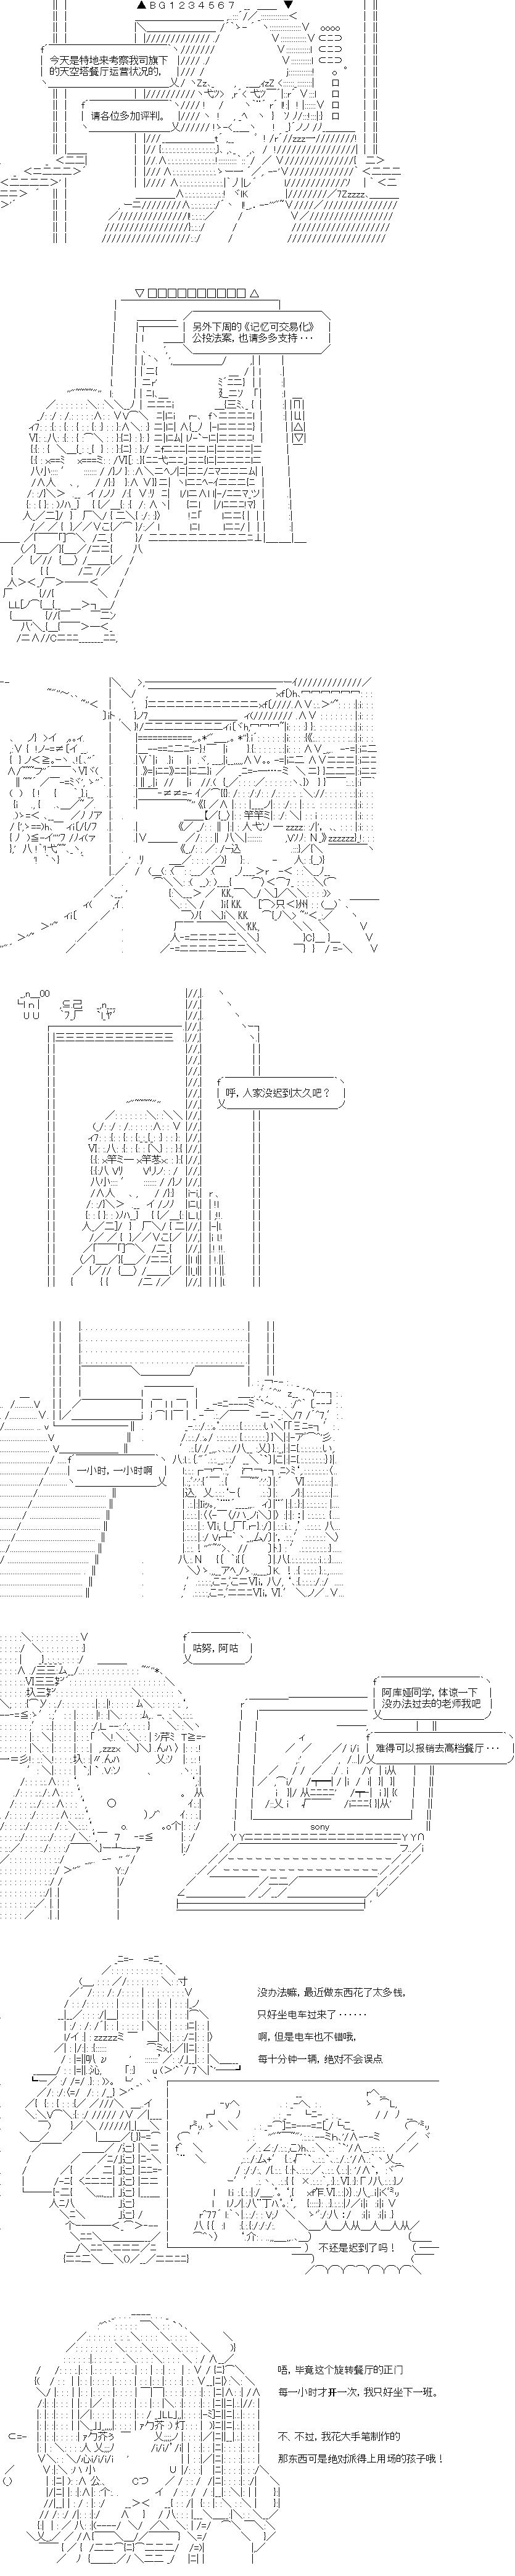 ▲ＢＧ１２３４５６７ ▼
今天是特地来考察我司旗下
的天空塔餐厅运营状况的，
请各位多加评判。
▽ □□□□□□□□□□ △
另外下周的《记忆可交易化》
公投法案，也请多多支持･･･
呼，人家没迟到太久吧？
一小时，一小时啊
咕努，阿咕
阿库娅同学，体谅一下
没办法过去的老师我吧
难得可以报销去高档餐厅･･･
sony
没办法嘛，最近做东西花了太多钱，
只好坐电车过来了･･････
啊，但是电车也不错哦，
每十分钟一辆，绝对不会误点
不还是迟到了吗！
唔，毕竟这个旋转餐厅的正门
每一小时才开一次，我只好坐下一班。
不、不过，我花大手笔制作的
那东西可是绝对派得上用场的孩子哦！